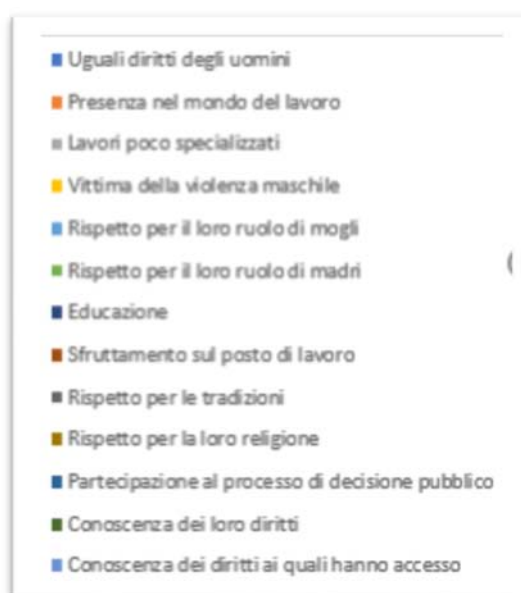 Uguali diritti degli uomini
Presenza nel mondo del lavoro
Lavori poco specializzati
Vittima della violenza maschile
Rispetto per il loro ruolo di mogli
Rispetto per il loro ruolo di madri
Educazione
Sfruttamento sul posto di lavoro
Rispetto per le tradizioni
Rispetto per la loro religione
Partecipazione al processo di decisione pubblico
Conoscenza dei loro diritti
Conoscenza dei diritti ai quali hanno accesso